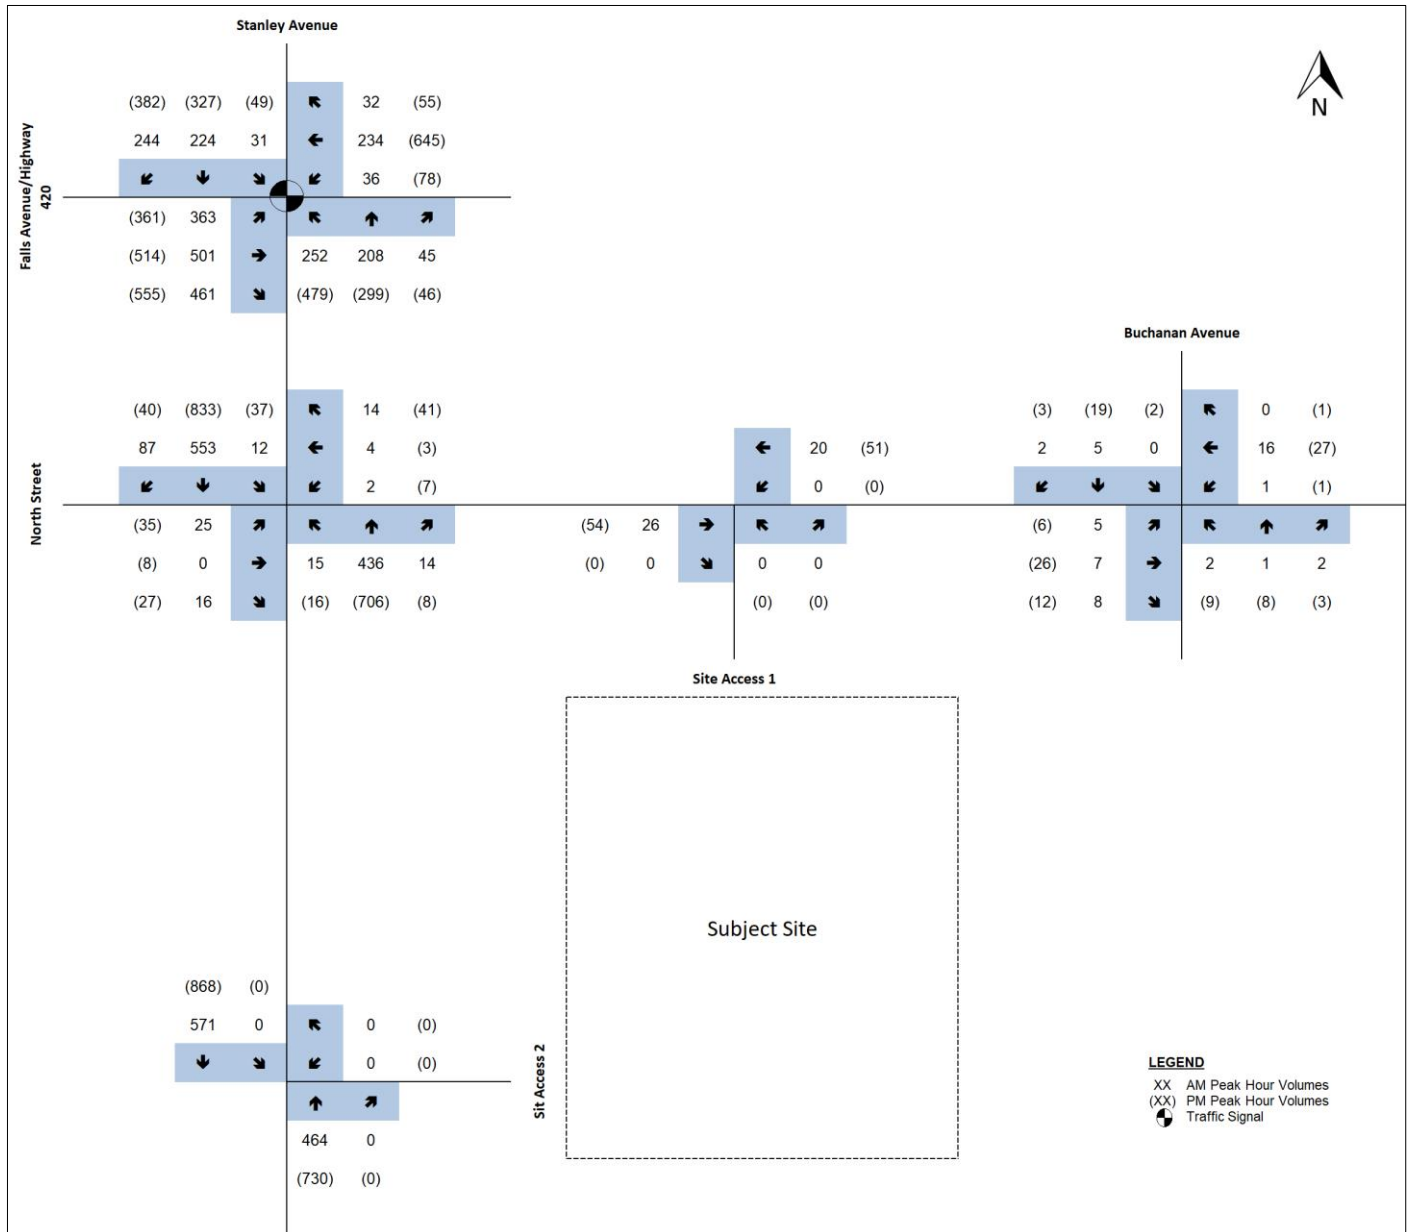 Stanley Avenue
(382) (327) (49) 32 (55)
244 224 31 234 (645)
36 (78)
Falls Avenue/Highway
420
(361) 363
(514) 501 252 208 45
(555) 461 (479) (299) (46)
N
Buchanan Avenue
(40) (833) (37) 14 (41)
87 553 12 4 (3)
2 (7)
North Street
(35) 25
(8) 0 15 436 14
(27) 16 (16) (706) (8)
20 (51)
0 (0)
(54) 26
(0) 0 0 0
(0) (0)
(3) (19) (2) 0 (1)
2 5 0 16 (27)
1 (1)
(6) 5
(26) 7 2 1 2
(12) 8 (9) (8) (3)
Site Access 1
Subject Site
(868) (0)
571 0 0 (0)
0 (0)
Sit Access 2
464 0
(730) (0)
LEGEND
XX AM Peak Hour Volumes
(XX) PM Peak Hour Volumes
Traffic Signal